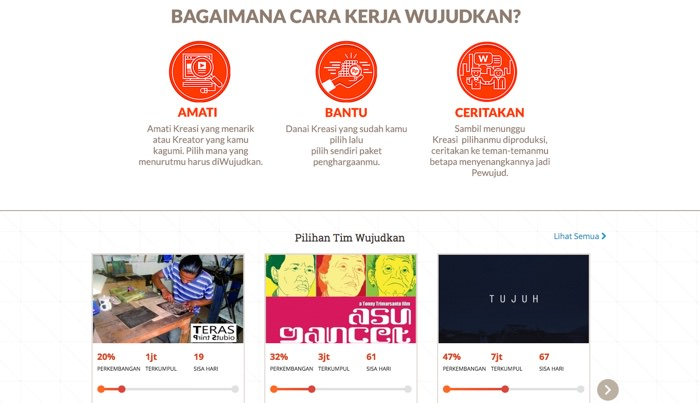 BAGAIMANA CARA KERJA WUJUDKAN?
W
AMATI
Amati Kreasi yang menarik
atau Kreator yang kamu
kagumi. Pilih mana yang
menurutmu harus diWujudkan.
BANTU
Danai Kreasi yang sudah kamu
pilih lalu
pilih sendiri paket
penghargaanmu.
CERITAKAN
Sambil menunggu
Kreasi pilihanmu diproduksi,
ceritakan ke teman-temanmu
betapa menyenangkannya jadi
Pewujud.
Pilihan Tim Wujudkan
Lihat Semua
TERAS
Print Studio
20%
1jt
19
PERKEMBANGAN
TERKUMPUL
SISA HARI
a Tonny Trimarsanto film
asu
gancet
32%
3jt
61
PERKEMBANGAN
TERKUMPUL
SISA HARI
TUJUH
47%
7jt
67
PERKEMBANGAN
TERKUMPUL
SISA HARI